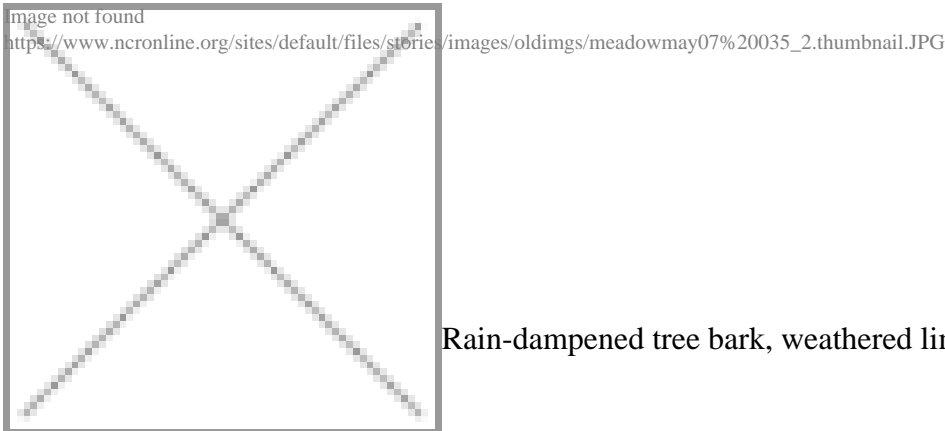 Image not found
https://www.ncronline.org/sites/default/files/stories/images/oldimgs/meadowmay07%20035_2.thumbnail.JPG
Rain-dampened tree bark, weathered